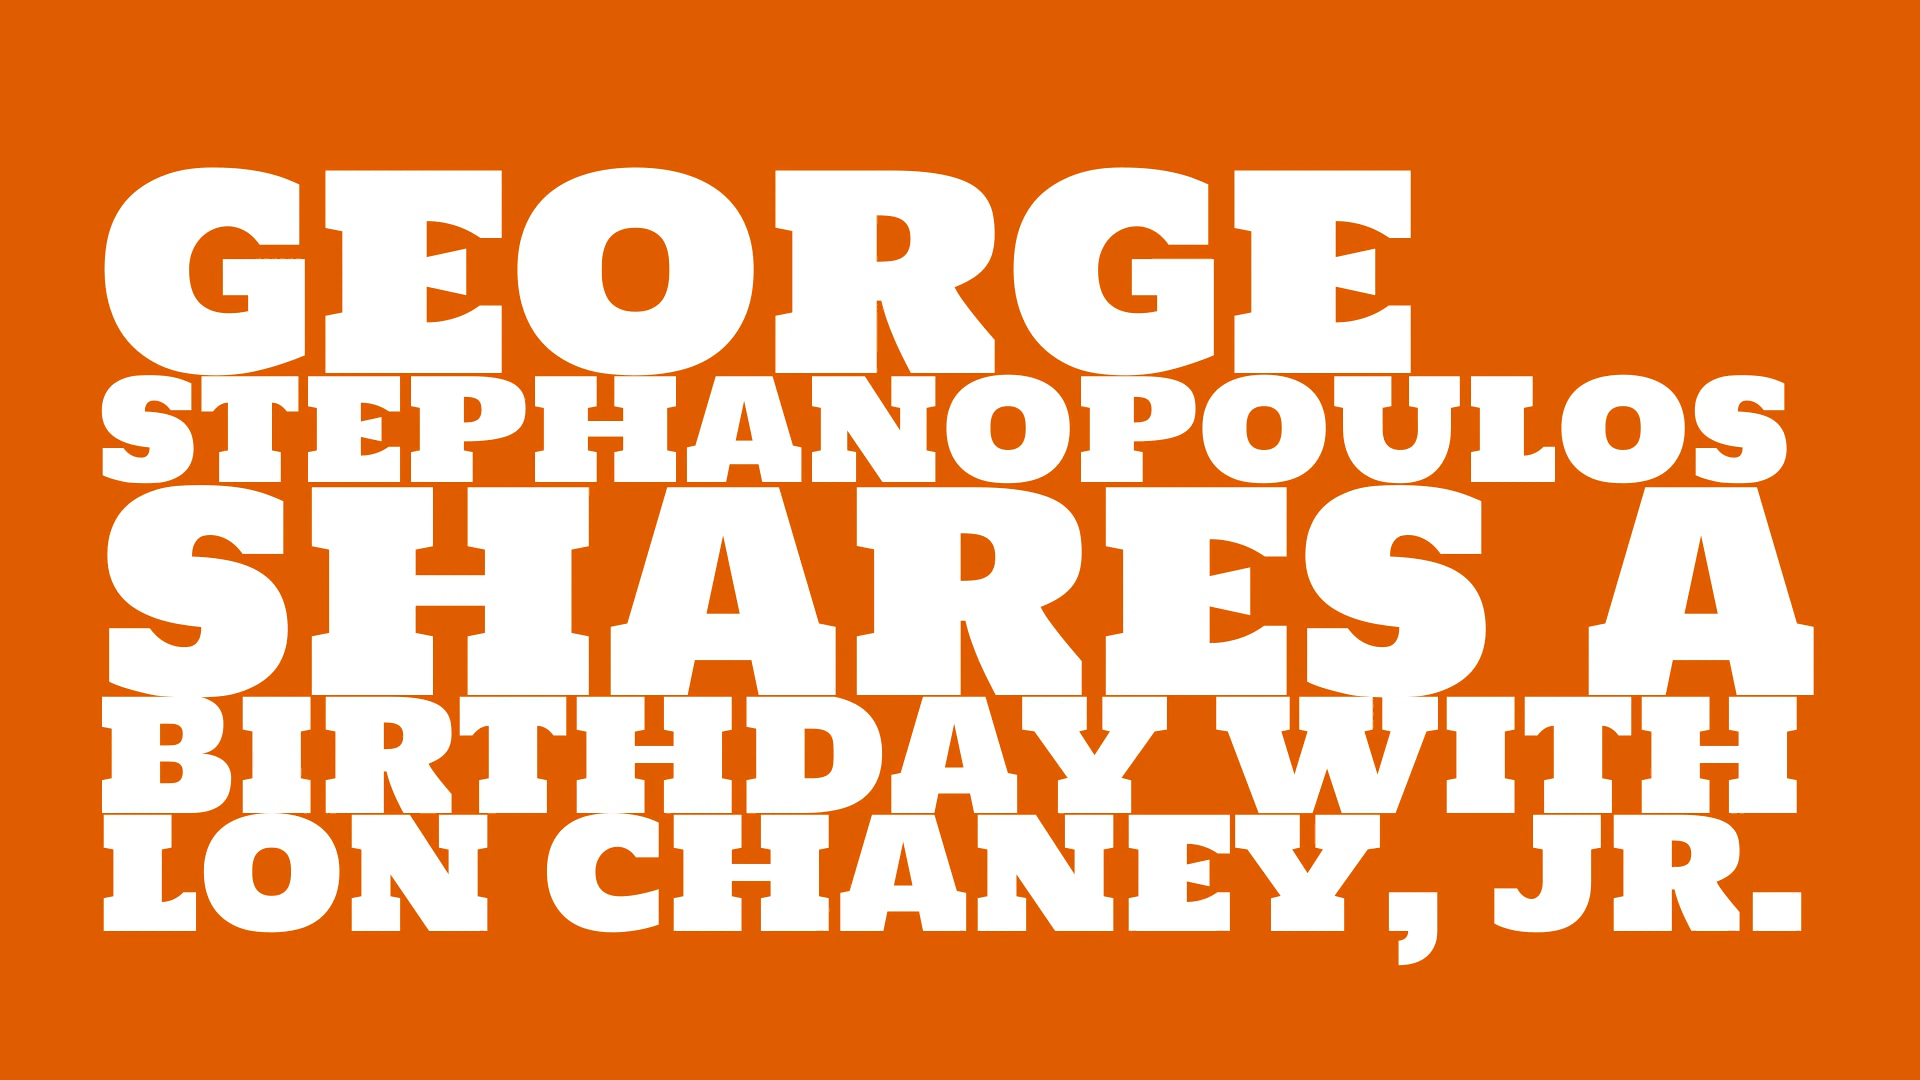 GEORGE
STEPHANOPOULOS
SHARES A
BIRTHDAY WITH
LON CHANEY, JR.